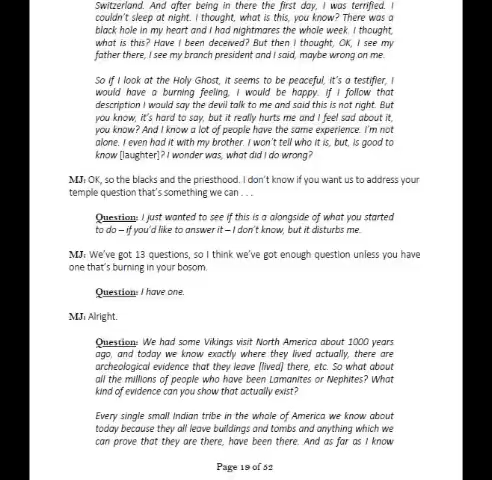 Switzerland. And after being in there the first day, I was terrified. I
couldn't sleep at night. I thought, what is this, you know? There was a
black hole in my heart and I had nightmares the whole week. I thought,
what is this? Have I been deceived? But then I thought, OK, I see my
father there, I see my branch president and I said, maybe wrong on me.
So if I look at the Holy Ghost, it seems to be peaceful, it's a testifier, I
would have a burning feeling, I would be happy. If I follow that
description I would say the devil talk to me and said this is not right. But
you know, it's hard to say, but it really hurts me and I feel sad about it,
you know? And I know a lot of people have the same experience. I'm not
alone. I even had it with my brother. I won't tell who it is, but, is good to
know [laughter]? I wonder was, what did I do wrong?
MJ: OK, so the blacks and the priesthood. I don't know if you want us to address your
temple question that's something we can . . .
Question: I just wanted to see if this is a alongside of what you started
to do – if you'd like to answer it – I don't know, but it disturbs me.
MJ: We've got 13 questions, so I think we've got enough question unless you have
one that's burning in your bosom.
Question: I have one.
MJ: Alright.
Question: We had some Vikings visit North America about 1000 years
ago, and today we know exactly where they lived actually, there are
archeological evidence that they leave [lived] there, etc. So what about
all the millions of people who have been Lamanites or Nephites? What
kind of evidence can you show that actually exist?
Every single small Indian tribe in the whole of America we know about
today because they all leave buildings and tombs and anything which we
can prove that they are there, have been there. And as far as I know
Page 19 of 52